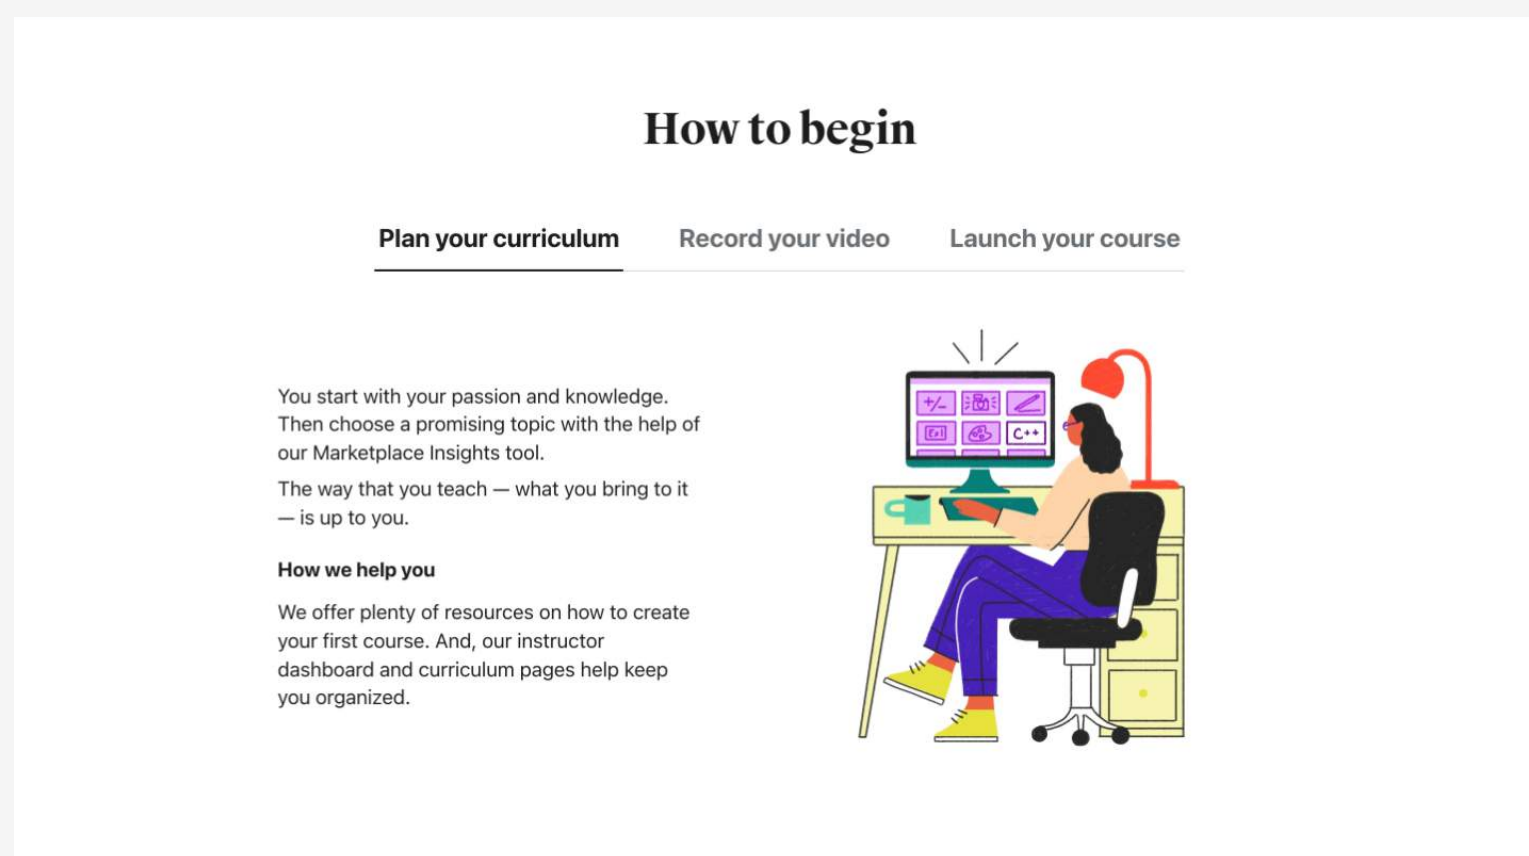 How to begin
Plan your curriculum
Record your video
Launch your course
You start with your passion and knowledge.
Then choose a promising topic with the help of
our Marketplace Insights tool.
The way that you teach — what you bring to it
— is up to you.
How we help you
We offer plenty of resources on how to create
your first course. And, our instructor
dashboard and curriculum pages help keep
you organized.
+/-
C++